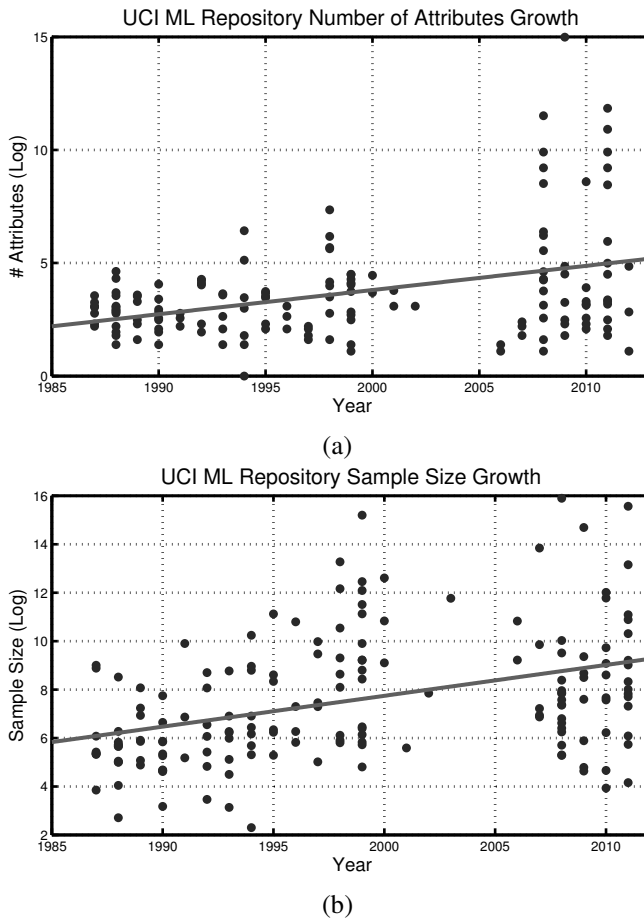 UCI ML Repository Number of Attributes Growth
15
10
5
0
# Attributes (Log)
1985 1990 1995 2000 2005 2010
Year
(a)
UCI ML Repository Sample Size Growth
16
14
12
10
8
6
4
2
Sample Size (Log)
1985 1990 1995 2000 2005 2010
Year
(b)